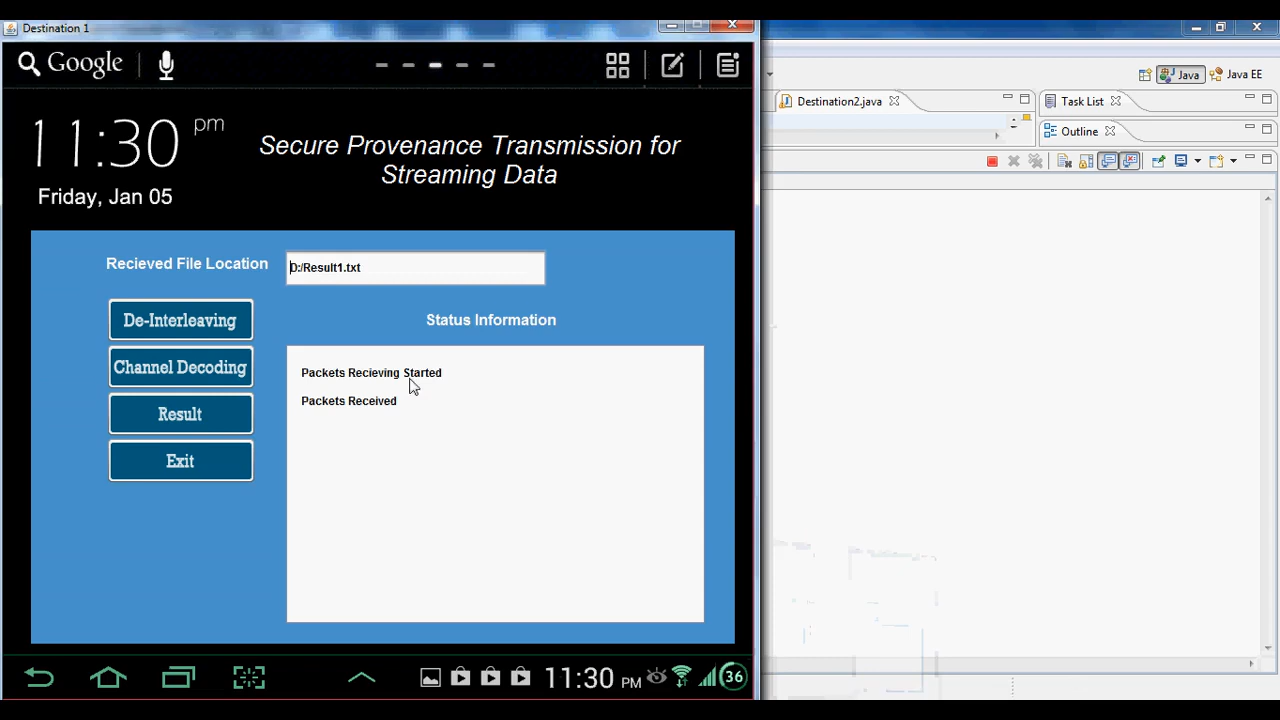 Destination 1
Google
11:30 pm
Friday, Jan 05
Secure Provenance Transmission for
Streaming Data
Recieved File Location
D:/Result1.txt
De-Interleaving
Channel Decoding
Result
Exit
Status Information
Packets Recieving Started
Packets Received
11:30 PM
36
Java
Java EE
Destination2.java
Task List
Outline